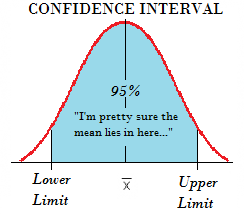 CONFIDENCE INTERVAL
95%
"I'm pretty sure the
mean lies in here..."
Lower
Limit
x̅
Upper
Limit